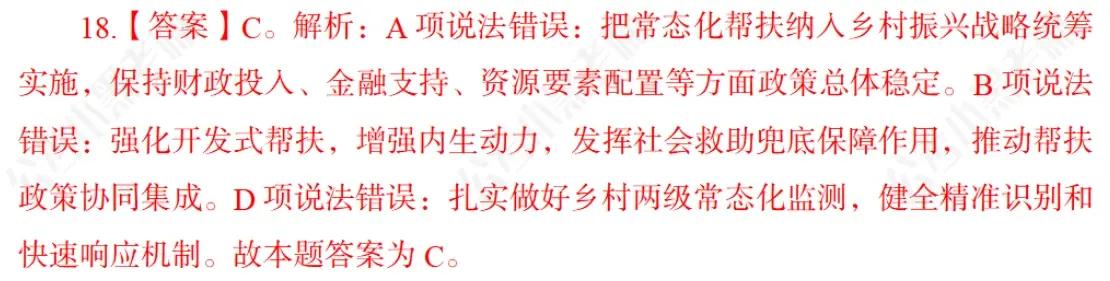 18.【答案】C。解析：A 项说法错误：把常态化帮扶纳入乡村振兴战略统筹
实施，保持财政投入、金融支持、资源要素配置等方面政策总体稳定。B 项说法
错误：强化开发式帮扶，增强内生动力，发挥社会救助兜底保障作用，推动帮扶
政策协同集成。D 项说法错误：扎实做好乡村两级常态化监测，健全精准识别和
快速响应机制。故本题答案为 C。